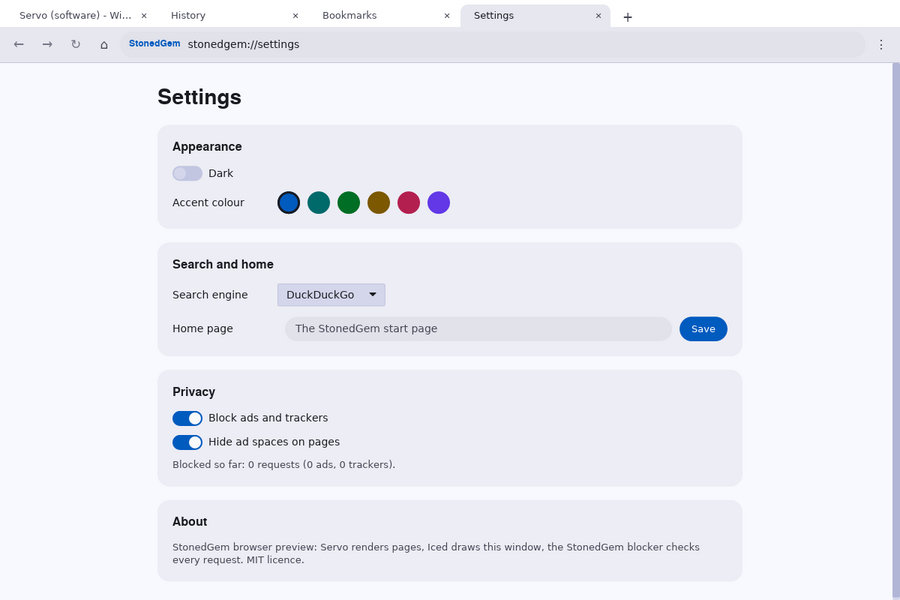 Servo (software) - Wi...
History
Bookmarks
Settings
StonedGem stonedgem://settings
Settings
Appearance
Dark
Accent colour
Search and home
Search engine DuckDuckGo
Home page The StonedGem start page Save
Privacy
Block ads and trackers
Hide ad spaces on pages
Blocked so far: 0 requests (0 ads, 0 trackers).
About
StonedGem browser preview: Servo renders pages, Iced draws this window, the StonedGem blocker checks
every request. MIT licence.